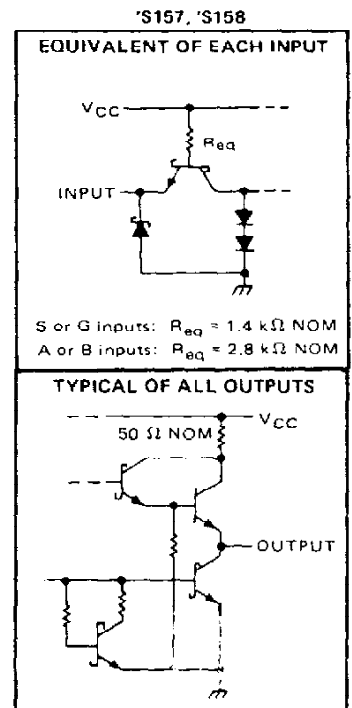 'S157, 'S158
EQUIVALENT OF EACH INPUT
VCC
Req
INPUT
S or G inputs: Req = 1.4 kΩ NOM
A or B inputs: Req = 2.8 kΩ NOM
TYPICAL OF ALL OUTPUTS
VCC
50 Ω NOM
OUTPUT